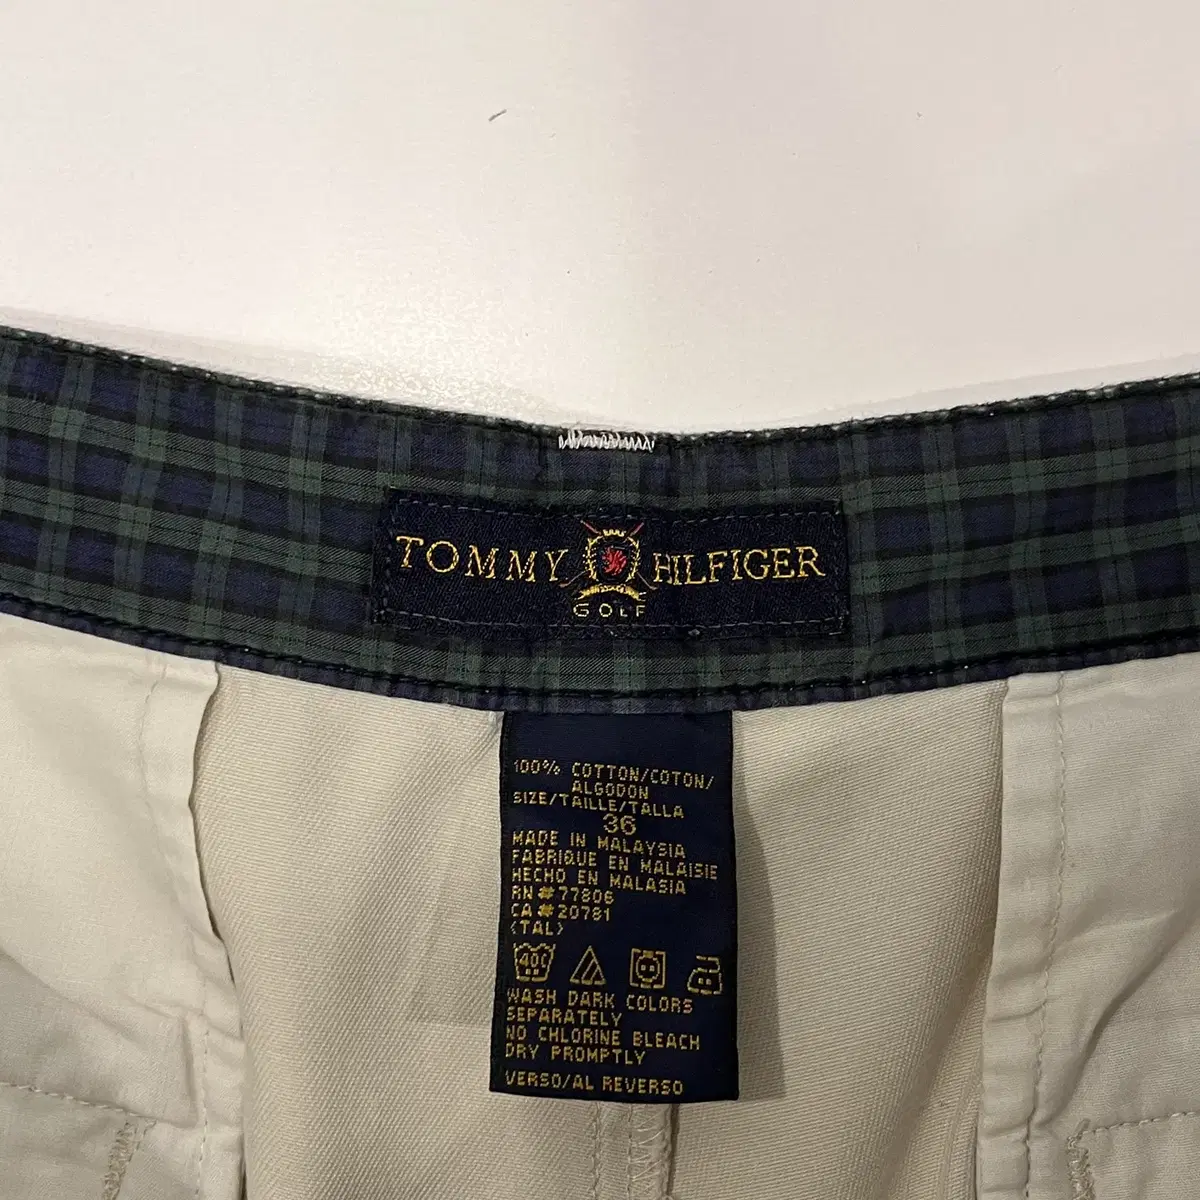 TOMMY HILFIGER
GOLF
100% COTTON/COTON/
ALGODON
SIZE/TAILLE/TALLA
36
MADE IN MALAYSIA
FABRIQUE EN MALAISIE
HECHO EN MALASIA
RN#77806
CA#20781
(TAL)
40C
WASH DARK COLORS
SEPARATELY
NO CHLORINE BLEACH
DRY PROMPTLY
VERSO/AL REVERSO